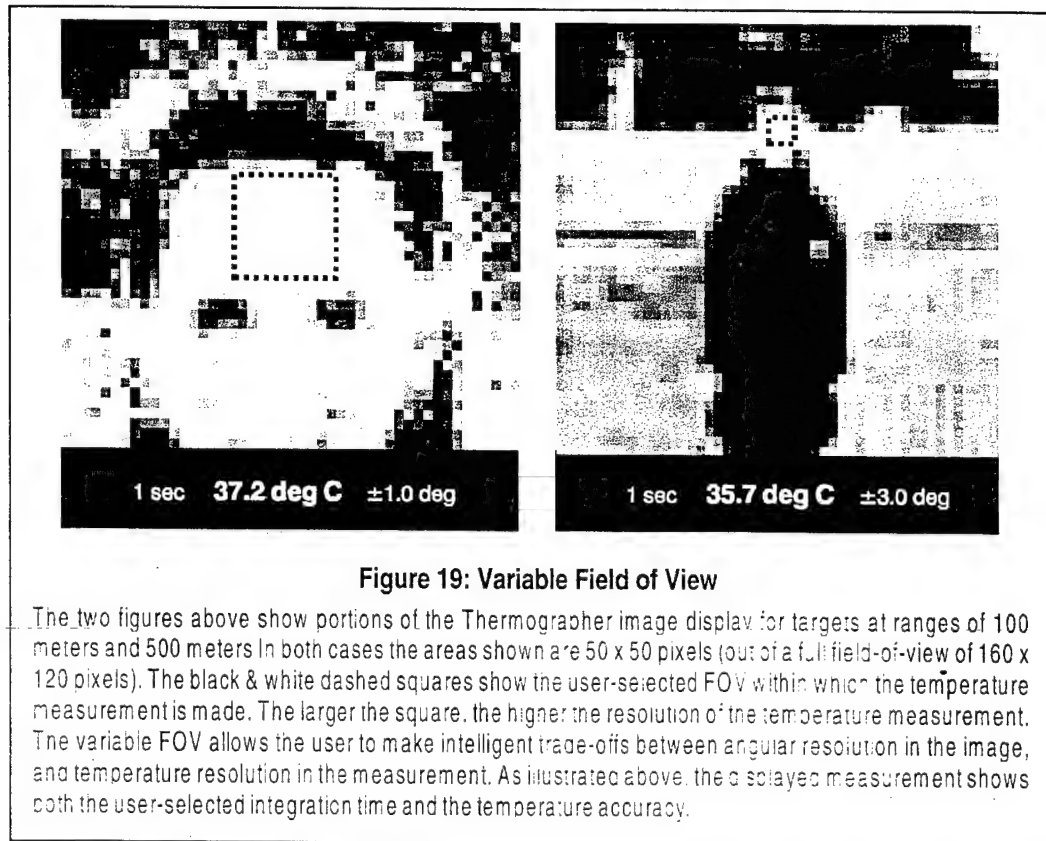 1 sec 37.2 deg C ±1.0 deg
1 sec 35.7 deg C ±3.0 deg
Figure 19: Variable Field of View
The two figures above show portions of the Thermographer image display for targets at ranges of 100
meters and 500 meters In both cases the areas shown are 50 x 50 pixels (out of a full field-of-view of 160 x
120 pixels). The black & white dashed squares show the user-selected FOV within which the temperature
measurement is made. The larger the square, the higher the resolution of the temperature measurement.
The variable FOV allows the user to make intelligent trade-offs between angular resolution in the image,
and temperature resolution in the measurement. As illustrated above, the displayed measurement shows
both the user-selected integration time and the temperature accuracy.